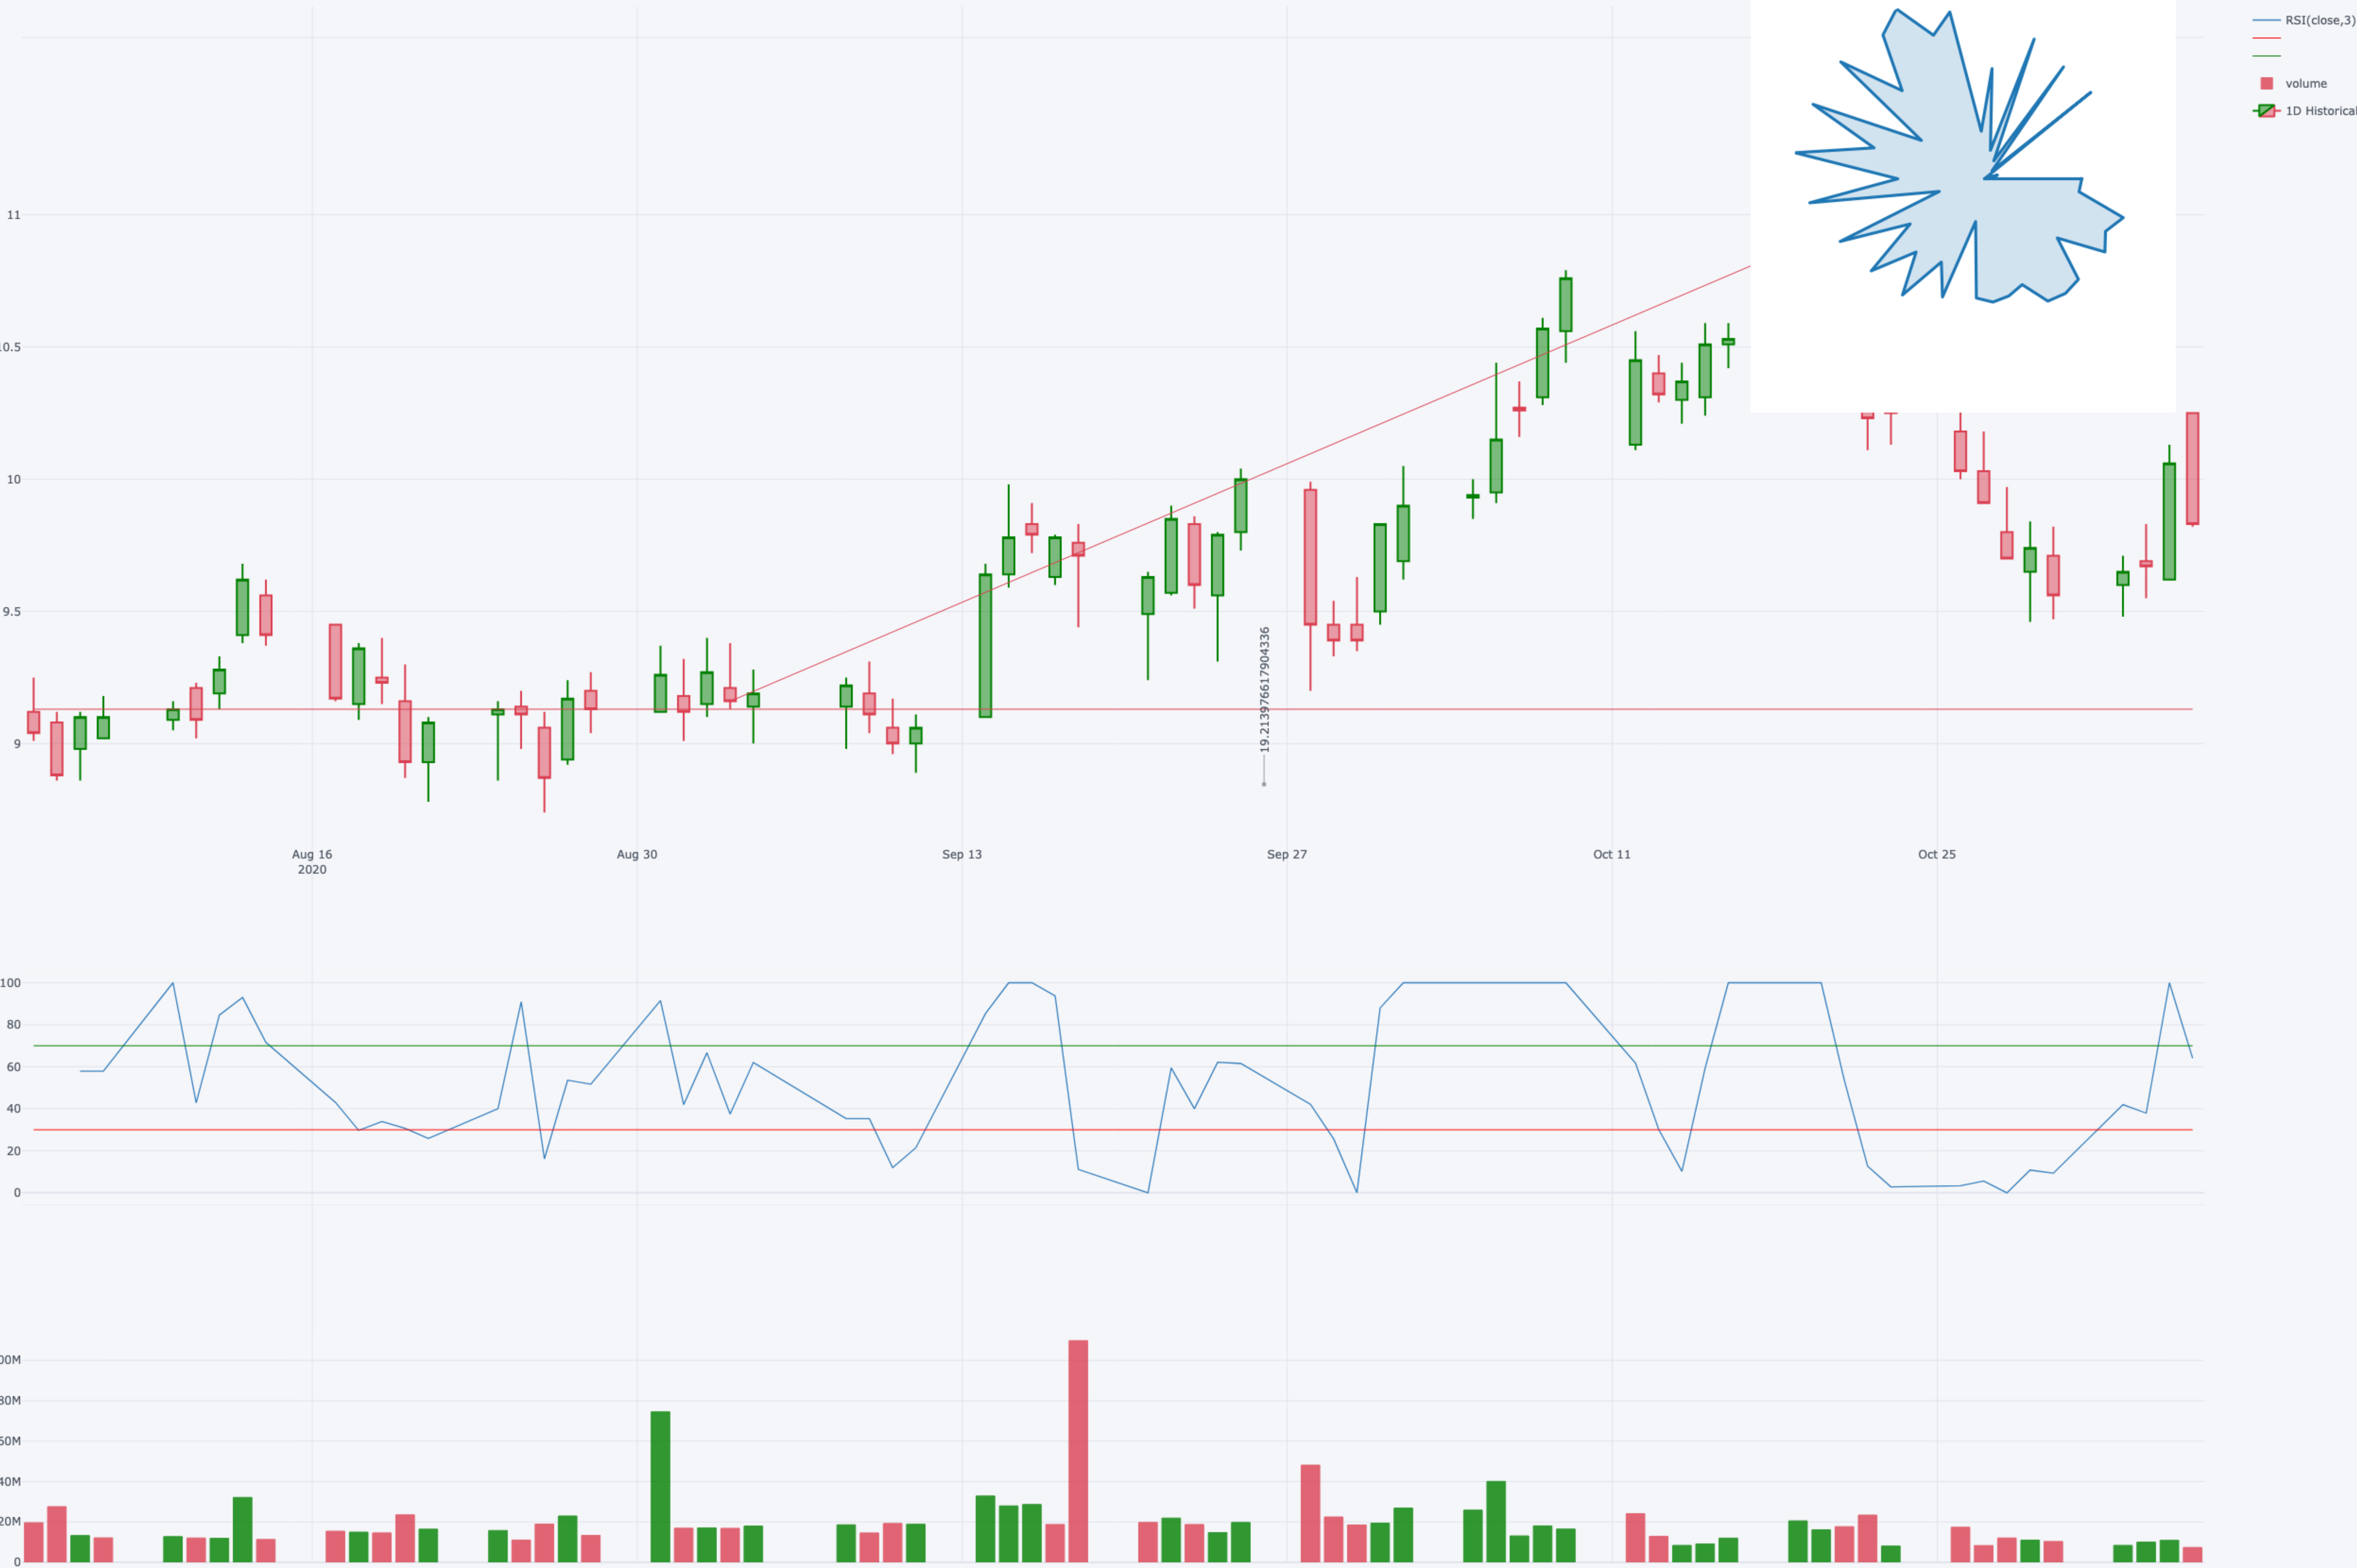 RSI(close,3)
volume
1D Historical
11
10.5
10
9.5
9
19.213976617904336
Aug 16
2020
Aug 30
Sep 13
Sep 27
Oct 11
Oct 25
100
80
60
40
20
0
00M
80M
60M
40M
20M
0